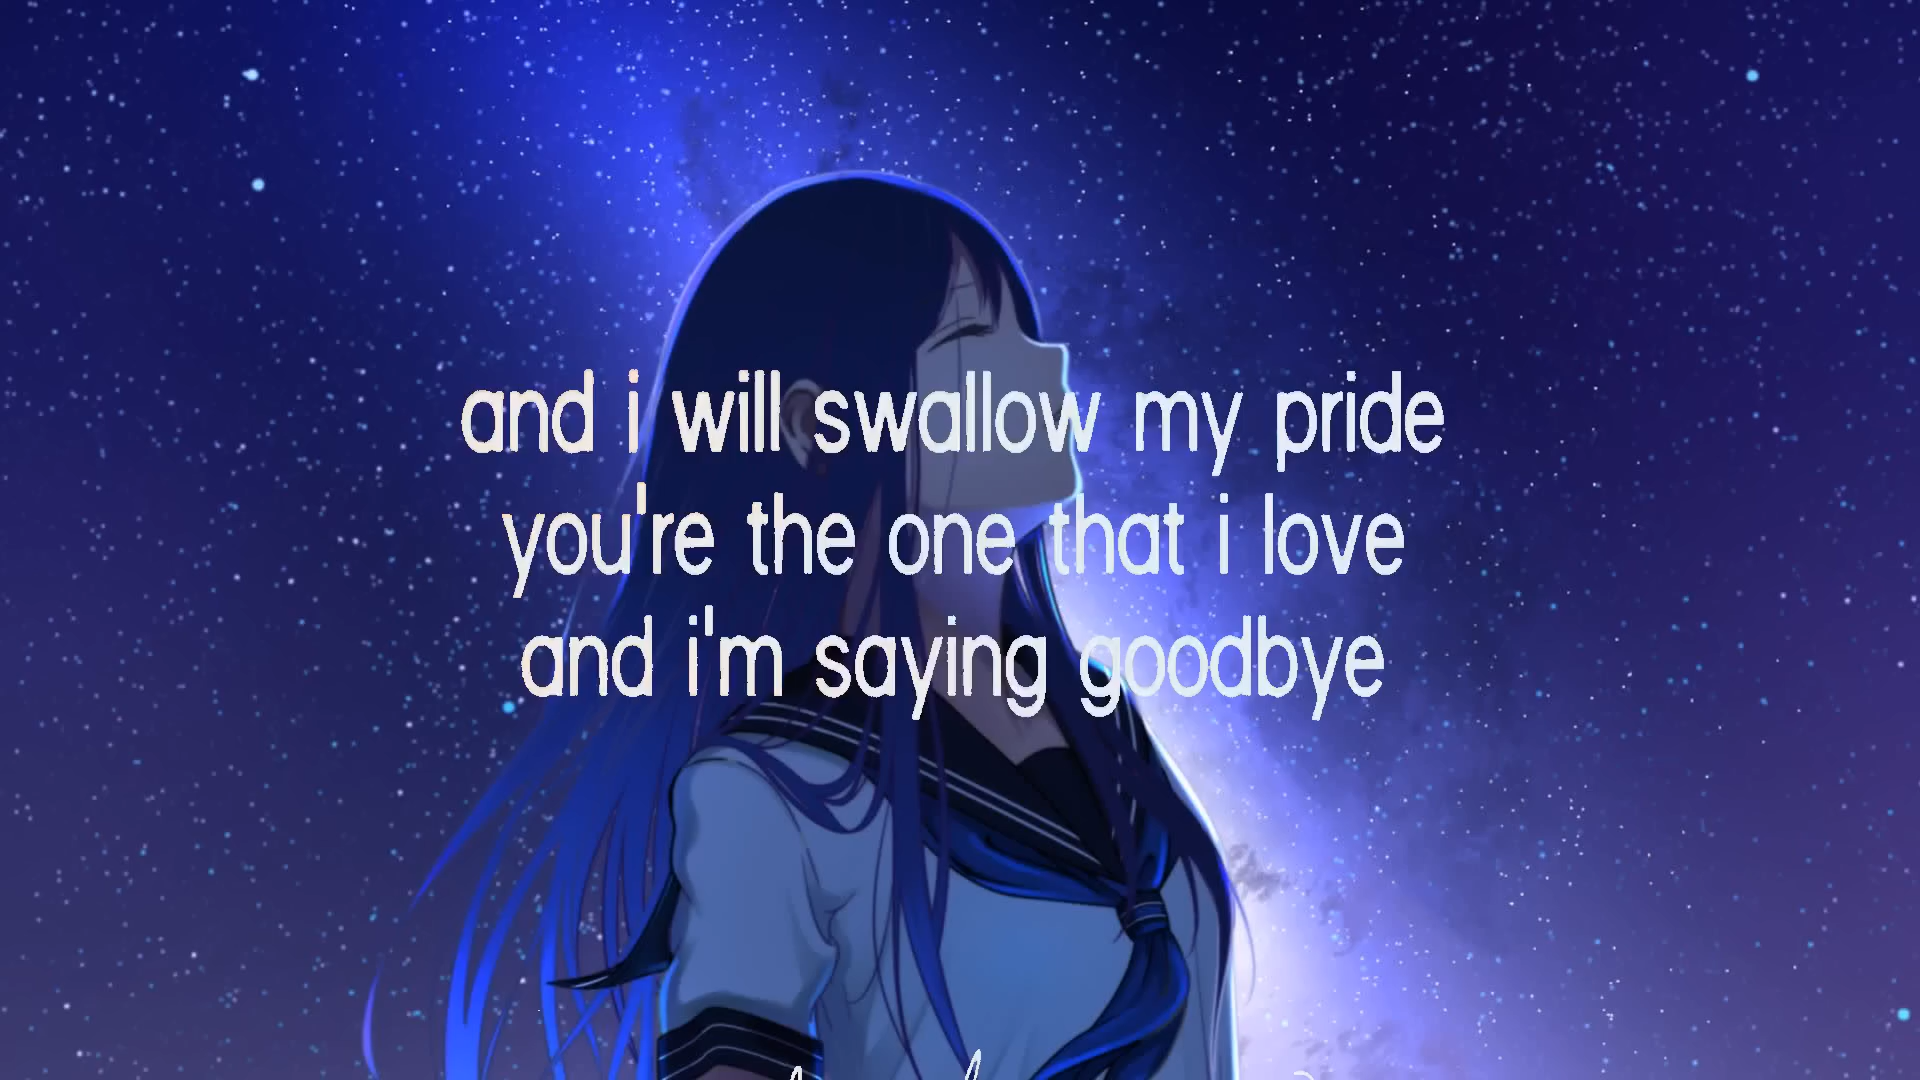 and i will swallow my pride
you're the one that i love
and i'm saying goodbye